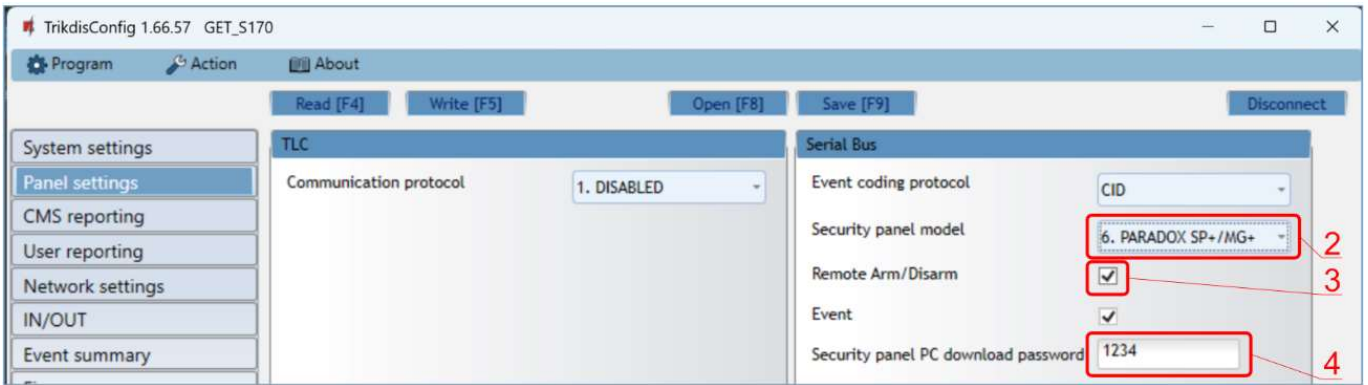 TrikdisConfig 1.66.57 GET_S170
Program Action About
Read [F4] Write [F5] Open [F8] Save [F9] Disconnect
System settings
Panel settings
CMS reporting
User reporting
Network settings
IN/OUT
Event summary
TLC
Communication protocol 1. DISABLED
Serial Bus
Event coding protocol CID
Security panel model 6. PARADOX SP+/MG+ 2
Remote Arm/Disarm 3
Event
Security panel PC download password 1234 4